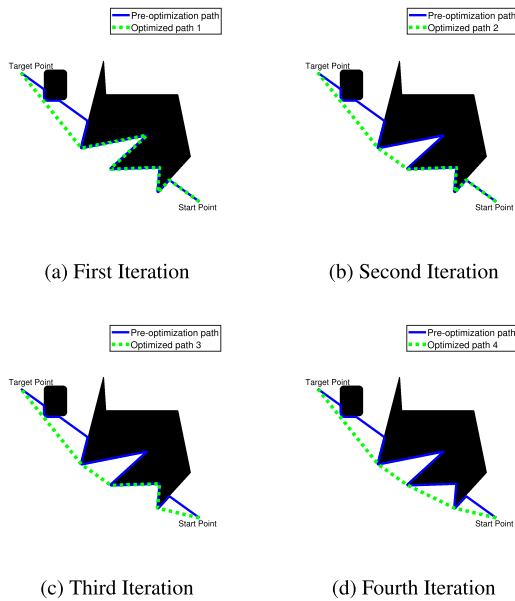 Pre-optimization path
Optimized path 1
Target Point
Start Point
(a) First Iteration
Pre-optimization path
Optimized path 2
Target Point
Start Point
(b) Second Iteration
Pre-optimization path
Optimized path 3
Target Point
Start Point
(c) Third Iteration
Pre-optimization path
Optimized path 4
Target Point
Start Point
(d) Fourth Iteration